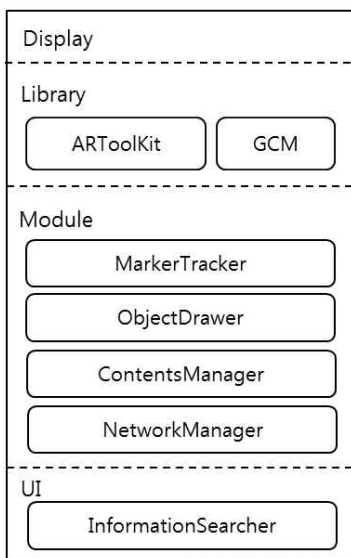 Display
Library
ARToolKit GCM
Module
MarkerTracker
ObjectDrawer
ContentsManager
NetworkManager
UI
InformationSearcher